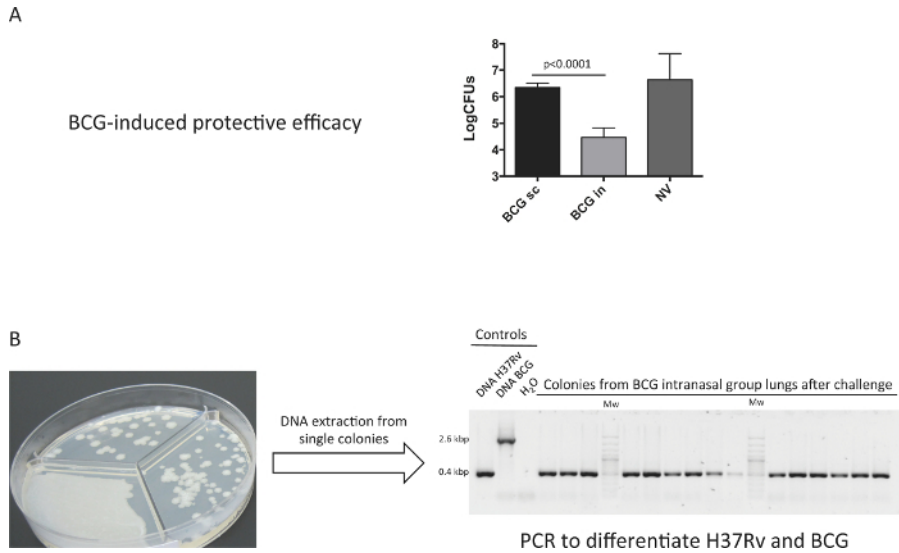 A
BCG-induced protective efficacy
LogCFUs
8
7
6
5
4
3
p<0.0001
BCG sc
BCG in
NV
B
DNA extraction from
single colonies
Controls
DNA H37Rv
DNA BCG
H2O
Colonies from BCG intranasal group lungs after challenge
Mw
Mw
2.6 kbp
0.4 kbp
PCR to differentiate H37Rv and BCG